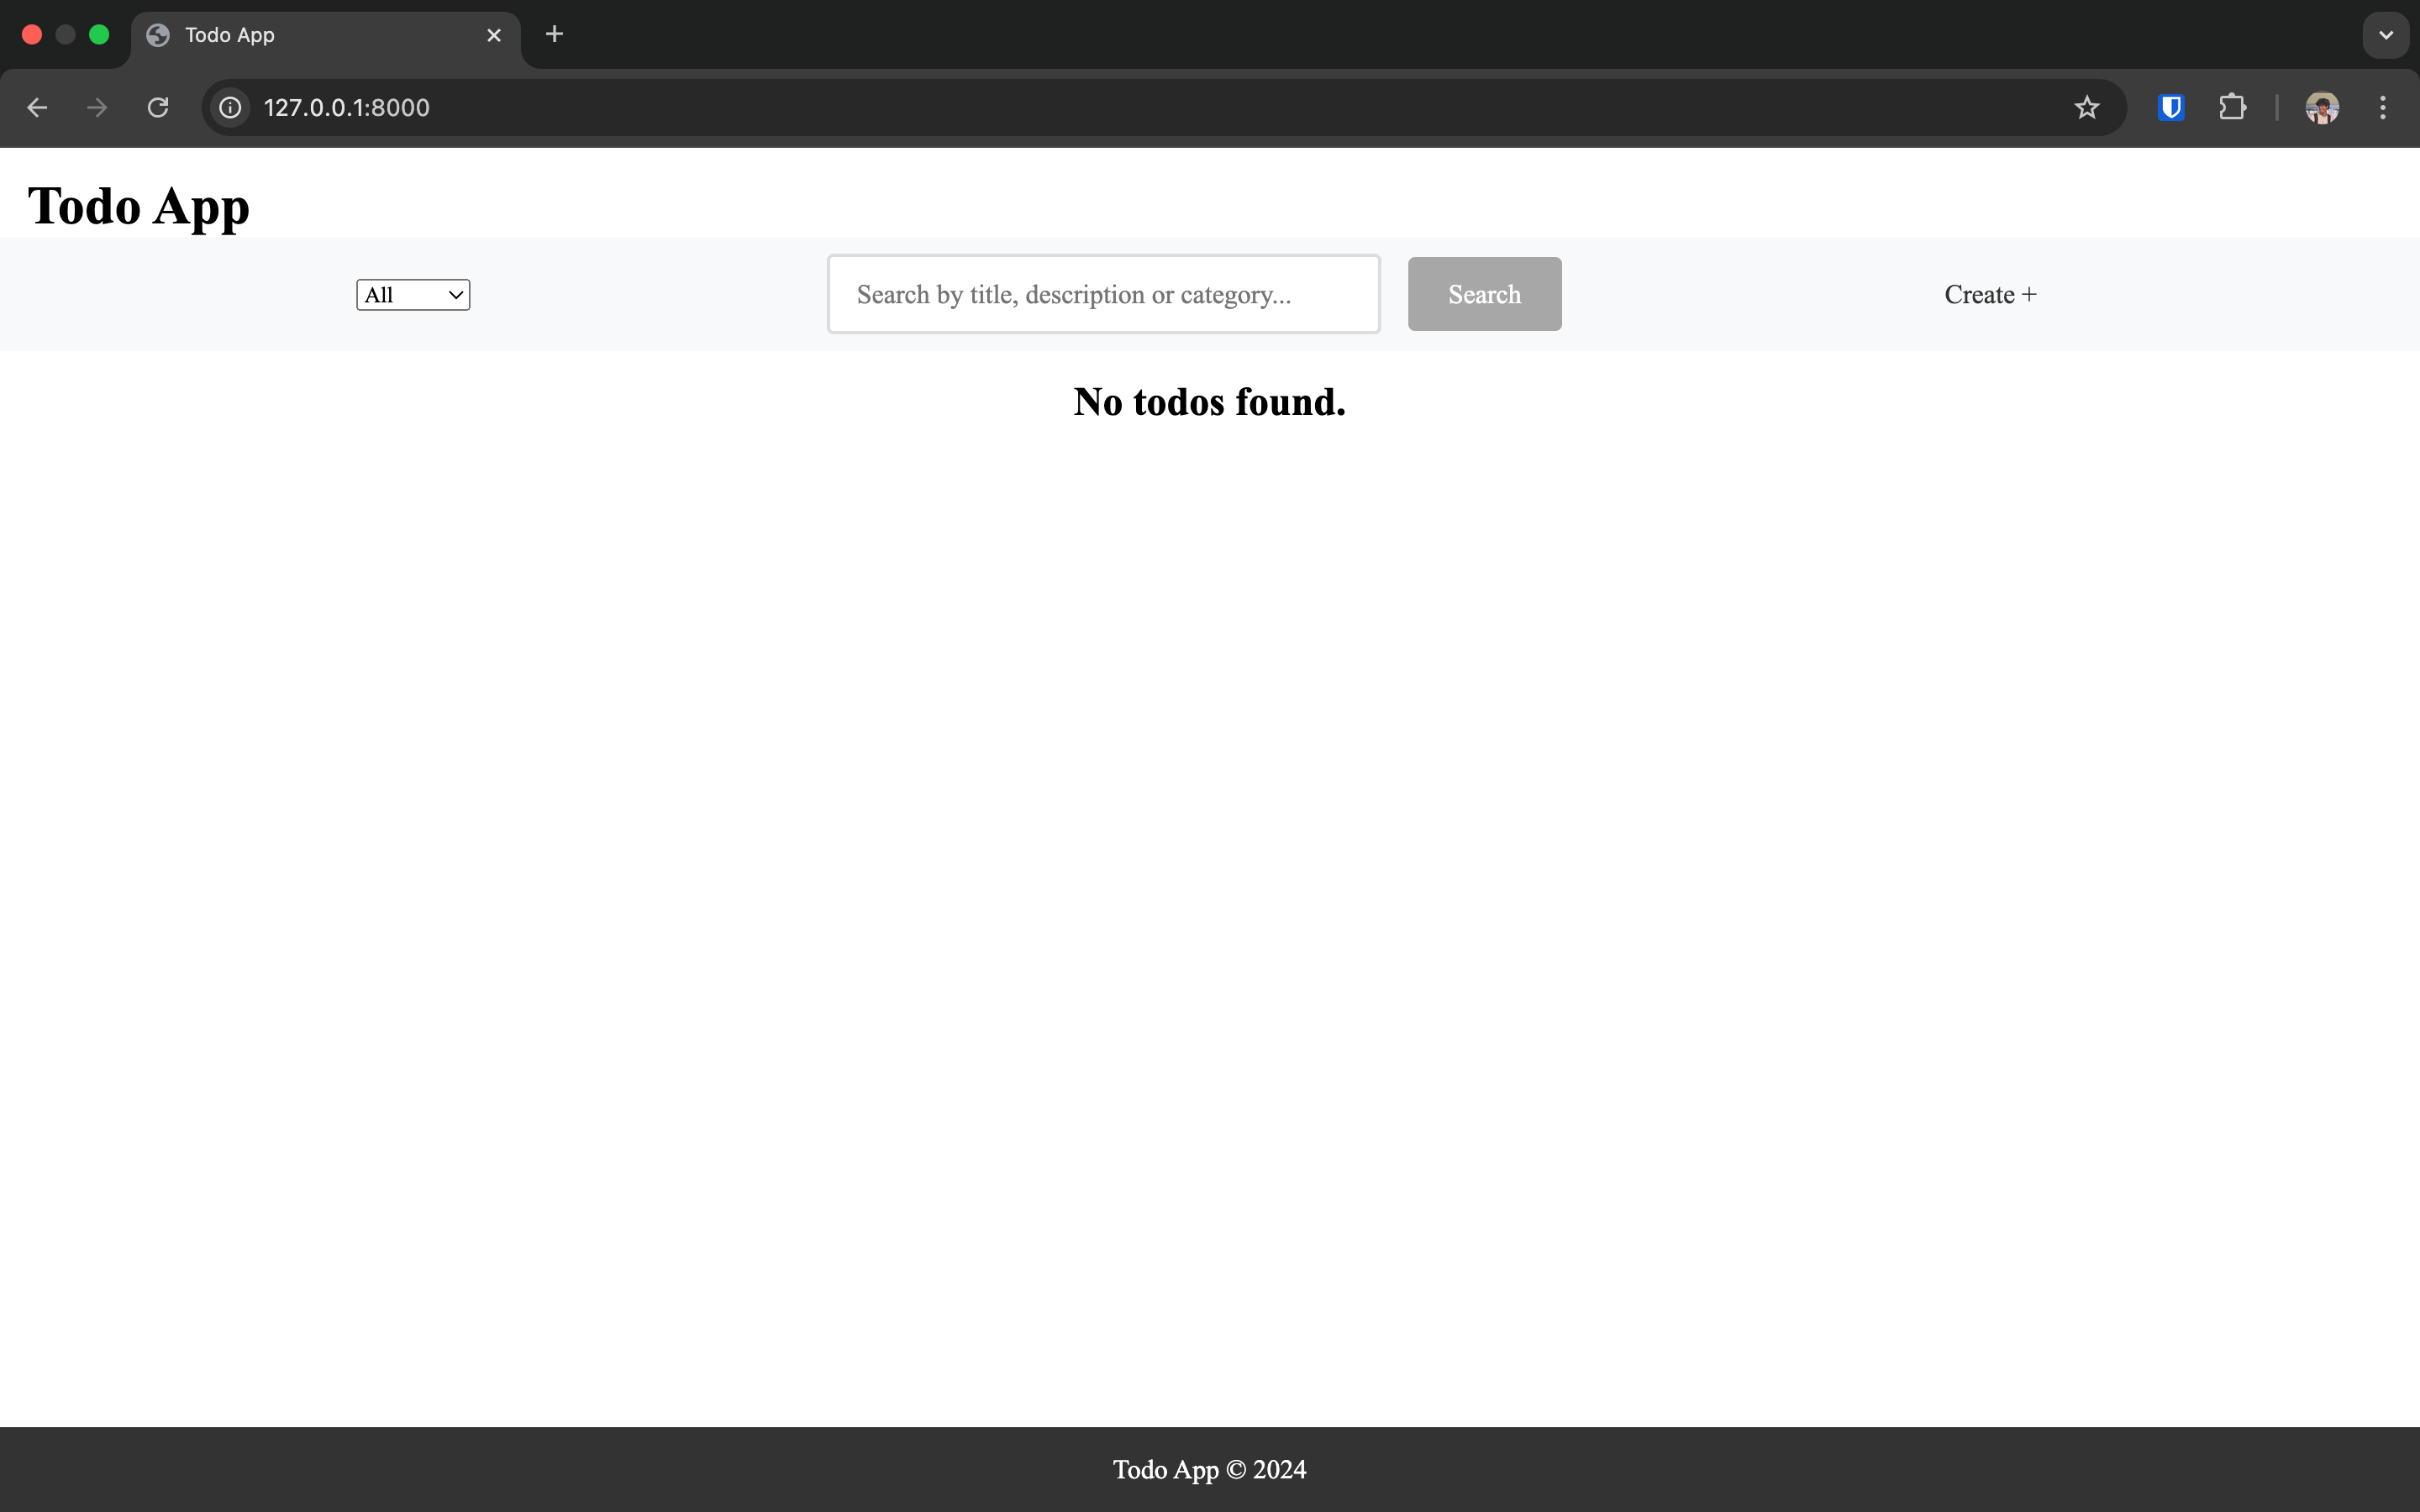 Todo App
127.0.0.1:8000
Todo App
All
Search by title, description or category...
Search
Create +
No todos found.
Todo App © 2024